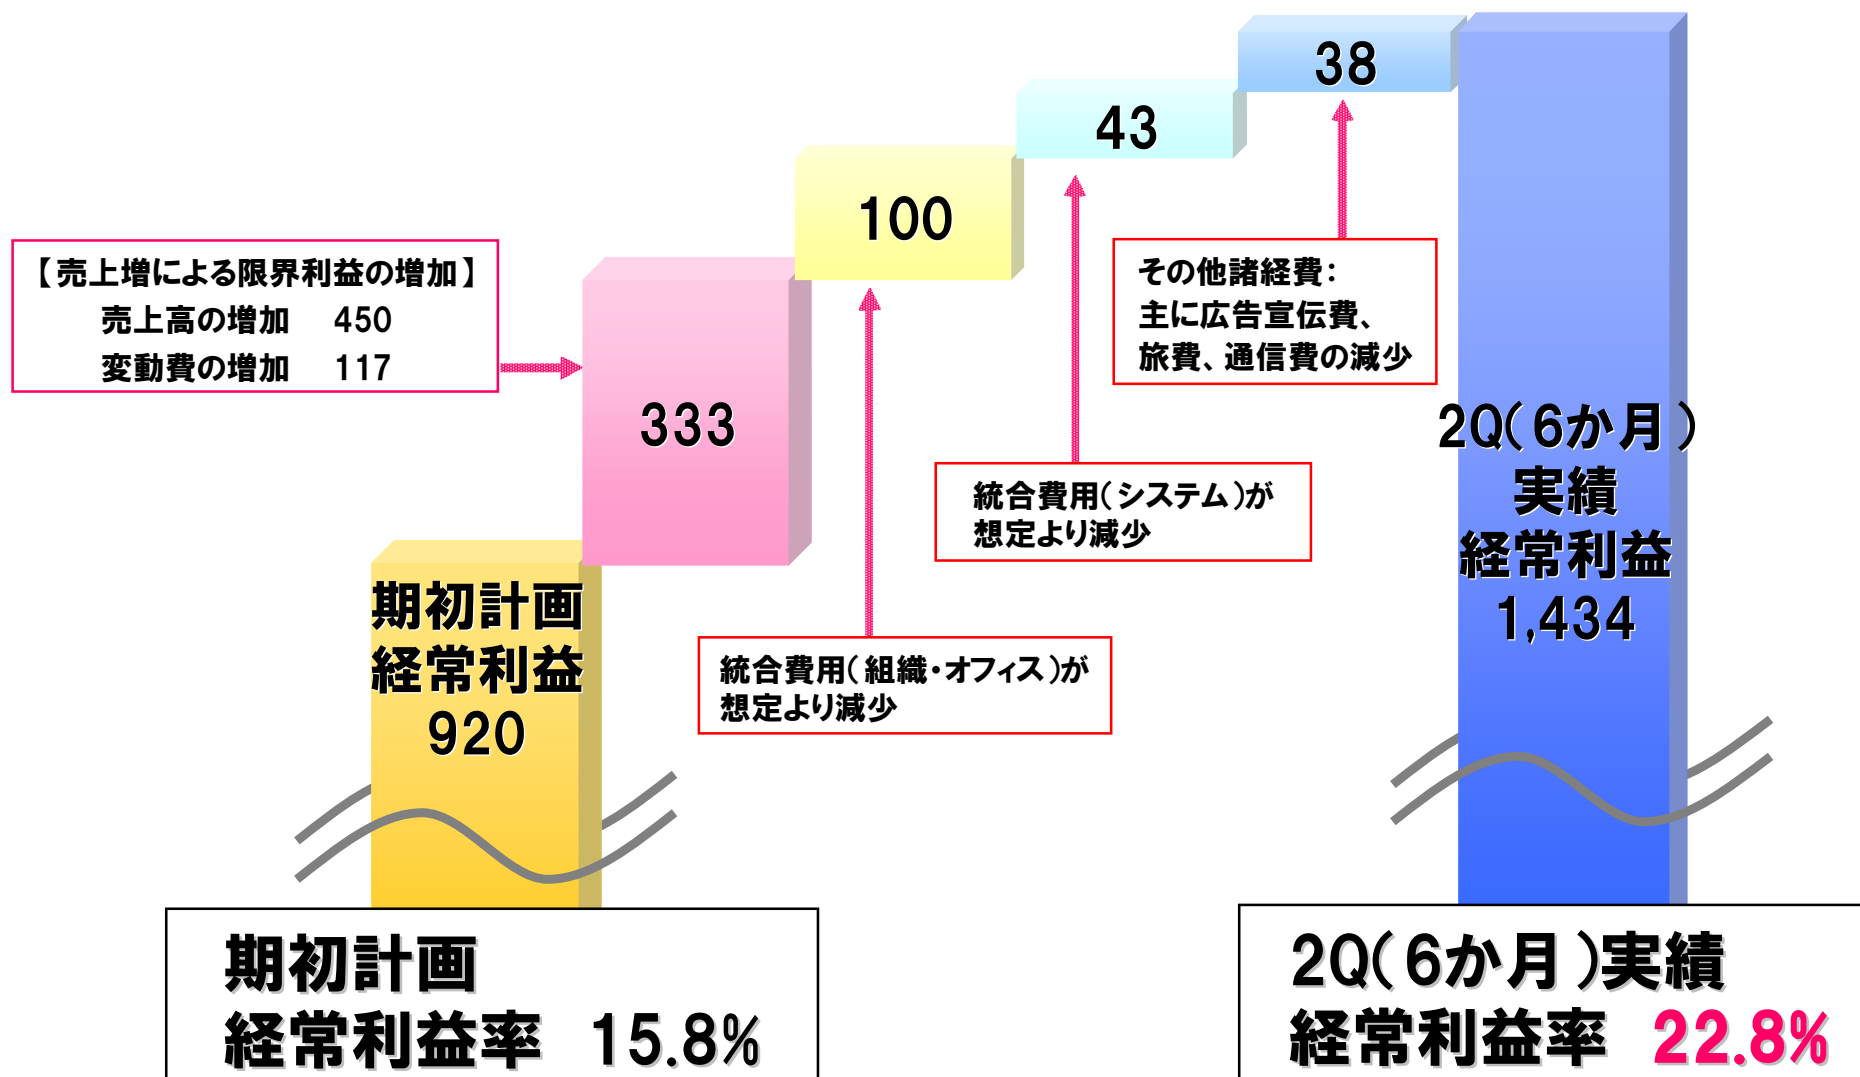 38
43
100
【売上増による限界利益の増加】
売上高の増加 450
変動費の増加 117
その他諸経費：
主に広告宣伝費、
旅費、通信費の減少
333
2Q（6か月）
実績
経常利益
1,434
統合費用（システム）が
想定より減少
期初計画
経常利益
920
統合費用（組織・オフィス）が
想定より減少
期初計画
経常利益率 15.8%
2Q（6か月）実績
経常利益率 22.8%